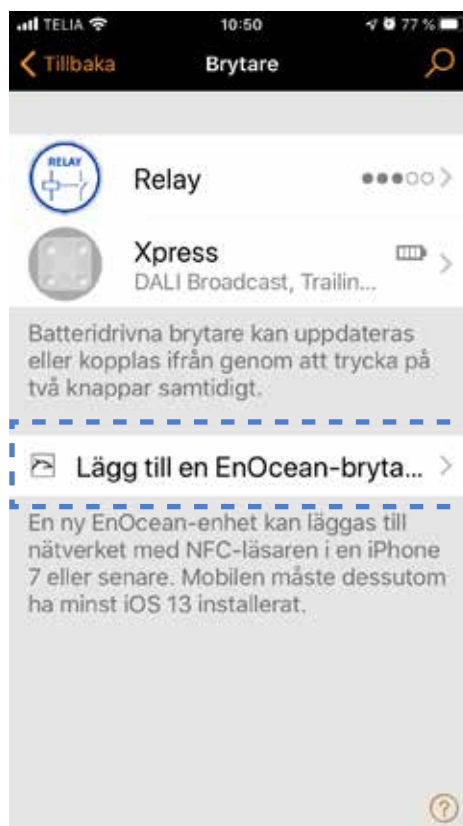 TELIA 10:50 77 %
Tillbaka Brytare
RELAY
Relay
Xpress
DALI Broadcast, Trailin...
Batteridrivna brytare kan uppdateras
eller kopplas ifrån genom att trycka på
två knappar samtidigt.
Lägg till en EnOcean-bryta...
En ny EnOcean-enhet kan läggas till
nätverket med NFC-läsaren i en iPhone
7 eller senare. Mobilen måste dessutom
ha minst iOS 13 installerat.
?